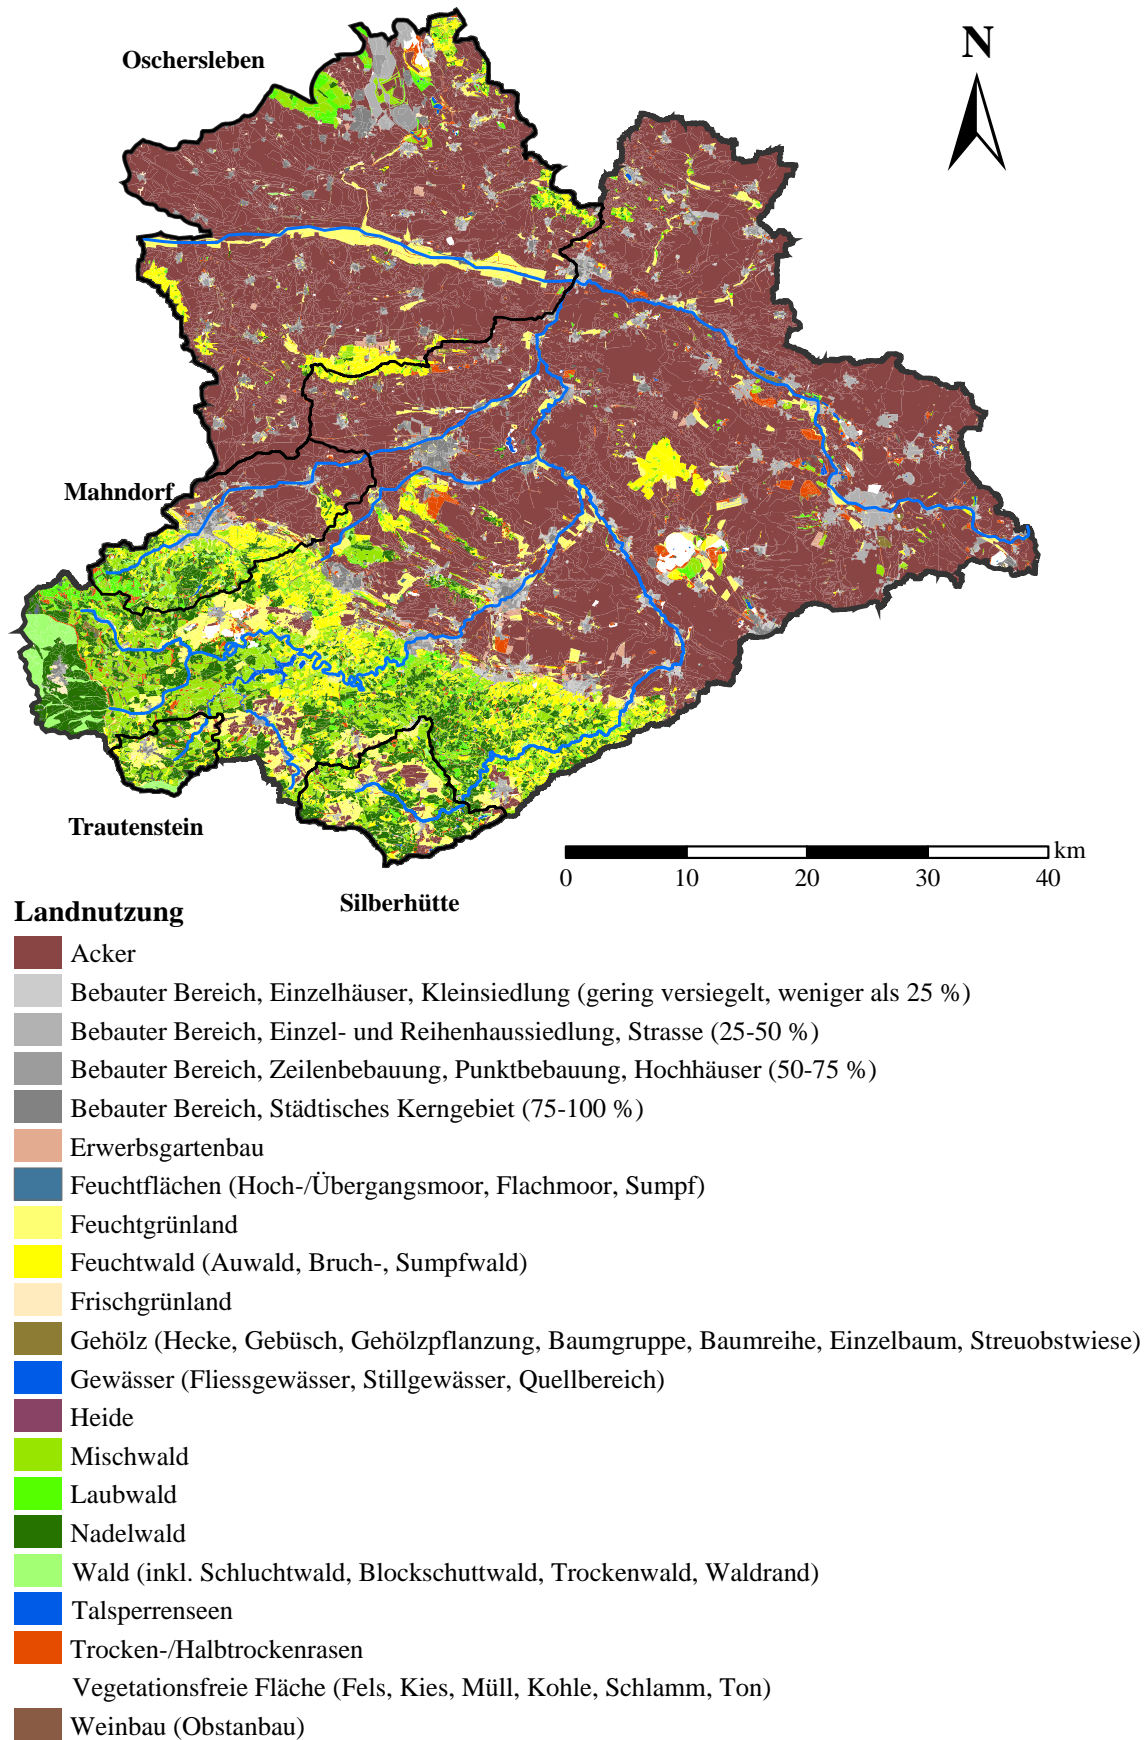 N
Oschersleben
Mahndorf
Trautenstein
Silberhütte
km
0 10 20 30 40
Landnutzung
Acker
Bebauter Bereich, Einzelhäuser, Kleinsiedlung (gering versiegelt, weniger als 25 %)
Bebauter Bereich, Einzel- und Reihenhaussiedlung, Strasse (25-50 %)
Bebauter Bereich, Zeilenbebauung, Punktbebauung, Hochhäuser (50-75 %)
Bebauter Bereich, Städtisches Kerngebiet (75-100 %)
Erwerbsgartenbau
Feuchtflächen (Hoch-/Übergangsmoor, Flachmoor, Sumpf)
Feuchtgrünland
Feuchtwald (Auwald, Bruch-, Sumpfwald)
Frischgrünland
Gehölz (Hecke, Gebüsch, Gehölzpflanzung, Baumgruppe, Baumreihe, Einzelbaum, Streuobstwiese)
Gewässer (Fliessgewässer, Stillgewässer, Quellbereich)
Heide
Mischwald
Laubwald
Nadelwald
Wald (inkl. Schluchtwald, Blockschuttwald, Trockenwald, Waldrand)
Talsperrenseen
Trocken-/Halbtrockenrasen
Vegetationsfreie Fläche (Fels, Kies, Müll, Kohle, Schlamm, Ton)
Weinbau (Obstanbau)